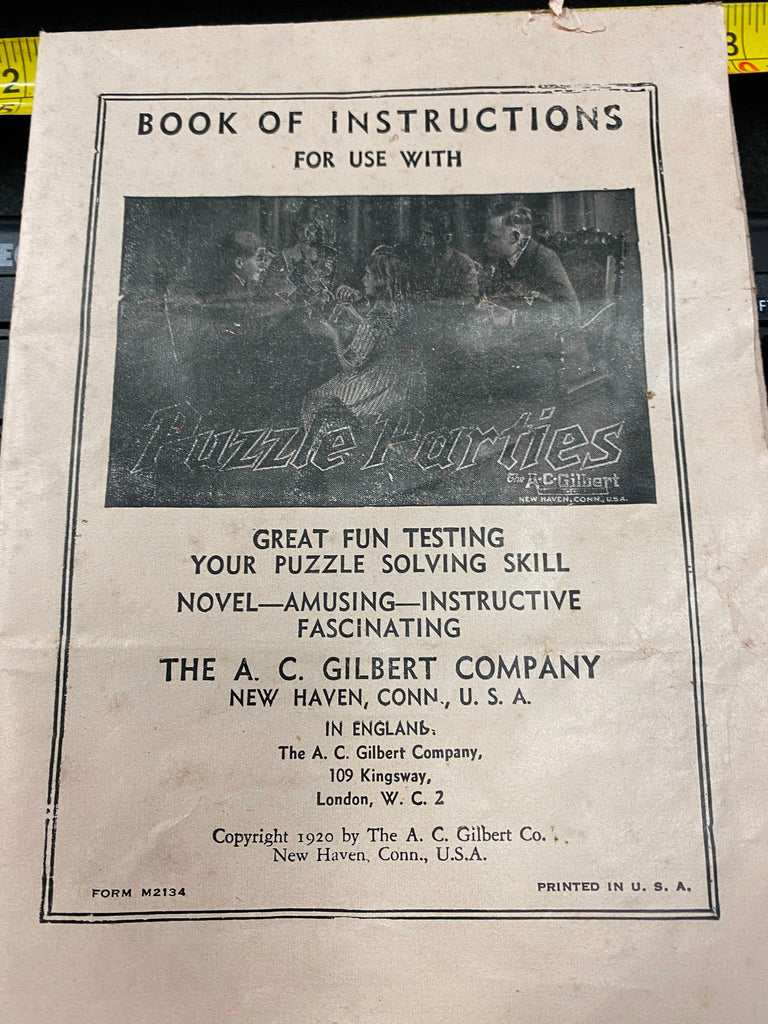 2
3
BOOK OF INSTRUCTIONS
FOR USE WITH
Puzzle Parties
The A·C·Gilbert
NEW HAVEN, CONN., U.S.A.
GREAT FUN TESTING
YOUR PUZZLE SOLVING SKILL
NOVEL—AMUSING—INSTRUCTIVE
FASCINATING
THE A. C. GILBERT COMPANY
NEW HAVEN, CONN., U. S. A.
IN ENGLAND:
The A. C. Gilbert Company,
109 Kingsway,
London, W. C. 2
Copyright 1920 by The A. C. Gilbert Co.
New Haven, Conn., U.S.A.
FORM M2134
PRINTED IN U. S. A.